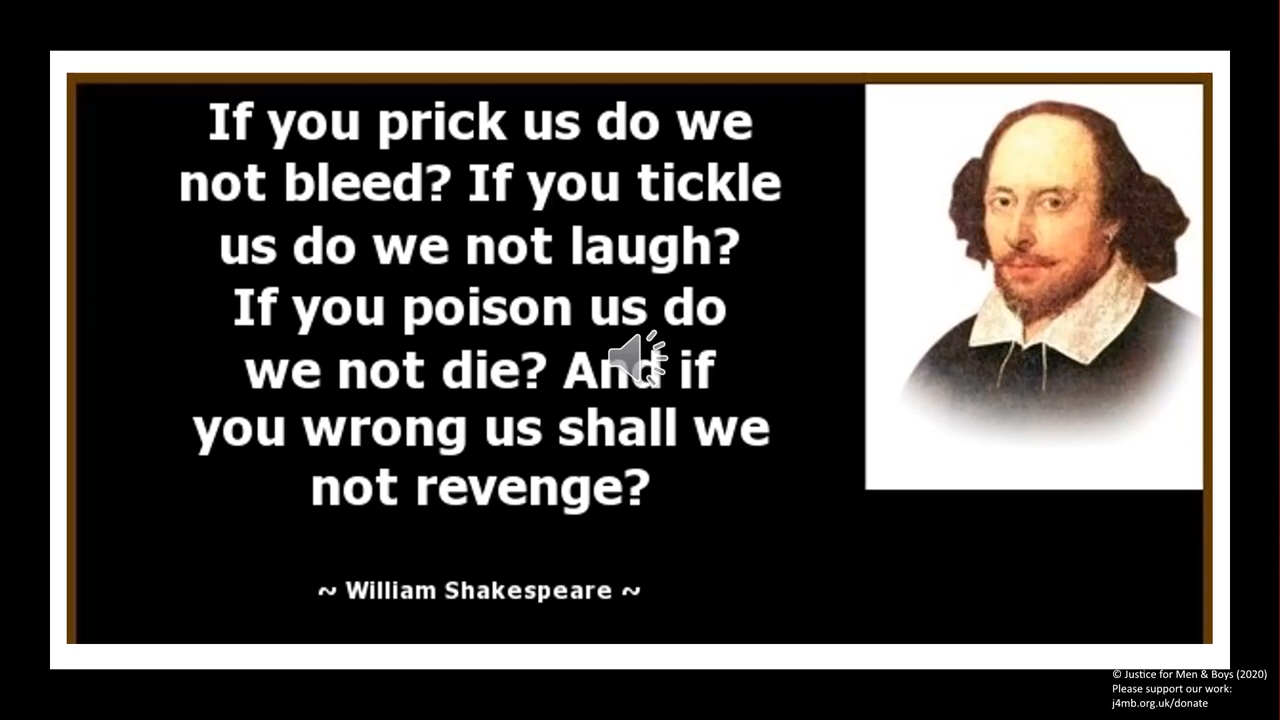 If you prick us do we
not bleed? If you tickle
us do we not laugh?
If you poison us do
we not die? And if
you wrong us shall we
not revenge?
~ William Shakespeare ~
© Justice for Men & Boys (2020)
Please support our work:
j4mb.org.uk/donate